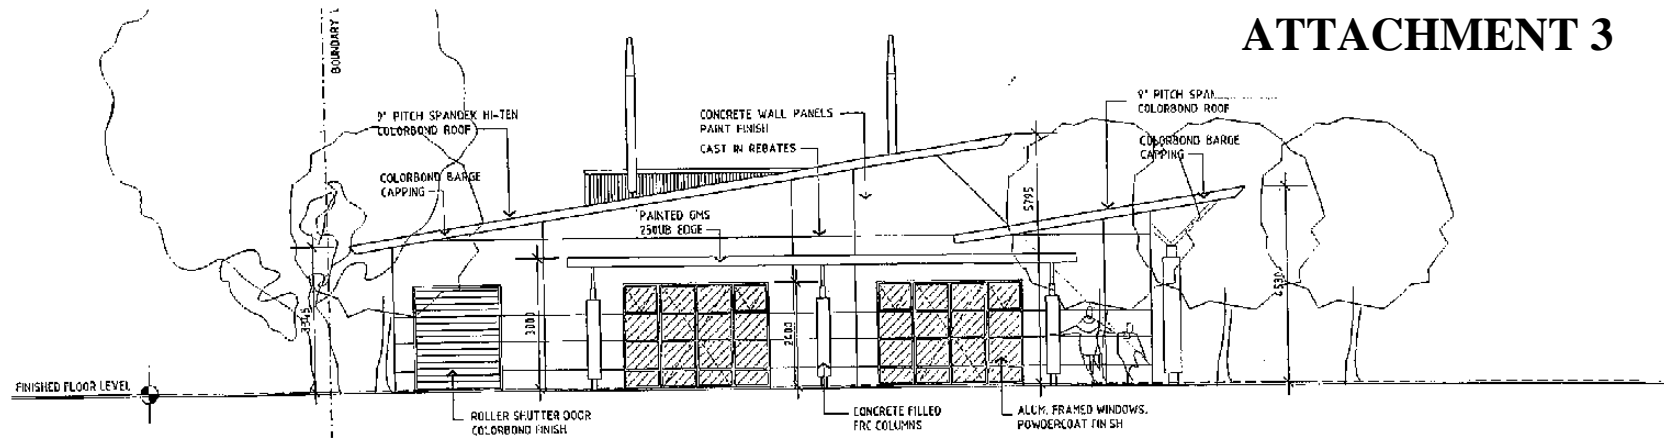 ATTACHMENT 3
BOUNDARY
9° PITCH SPANDEK HI-TEN
COLORBOND ROOF
CONCRETE WALL PANELS
PAINT FINISH
CAST IN REBATES
9° PITCH
COLORBOND ROOF
COLORBOND BARGE
CAPPING
COLORBOND BARGE
CAPPING
PAINTED GMS
250UB EDGE
5795
4530
3345
3000
2400
FINISHED FLOOR LEVEL
ROLLER SHUTTER DOOR
COLORBOND FINISH
CONCRETE FILLED
FRC COLUMNS
ALUM. FRAMED WINDOWS.
POWDERCOAT FINISH